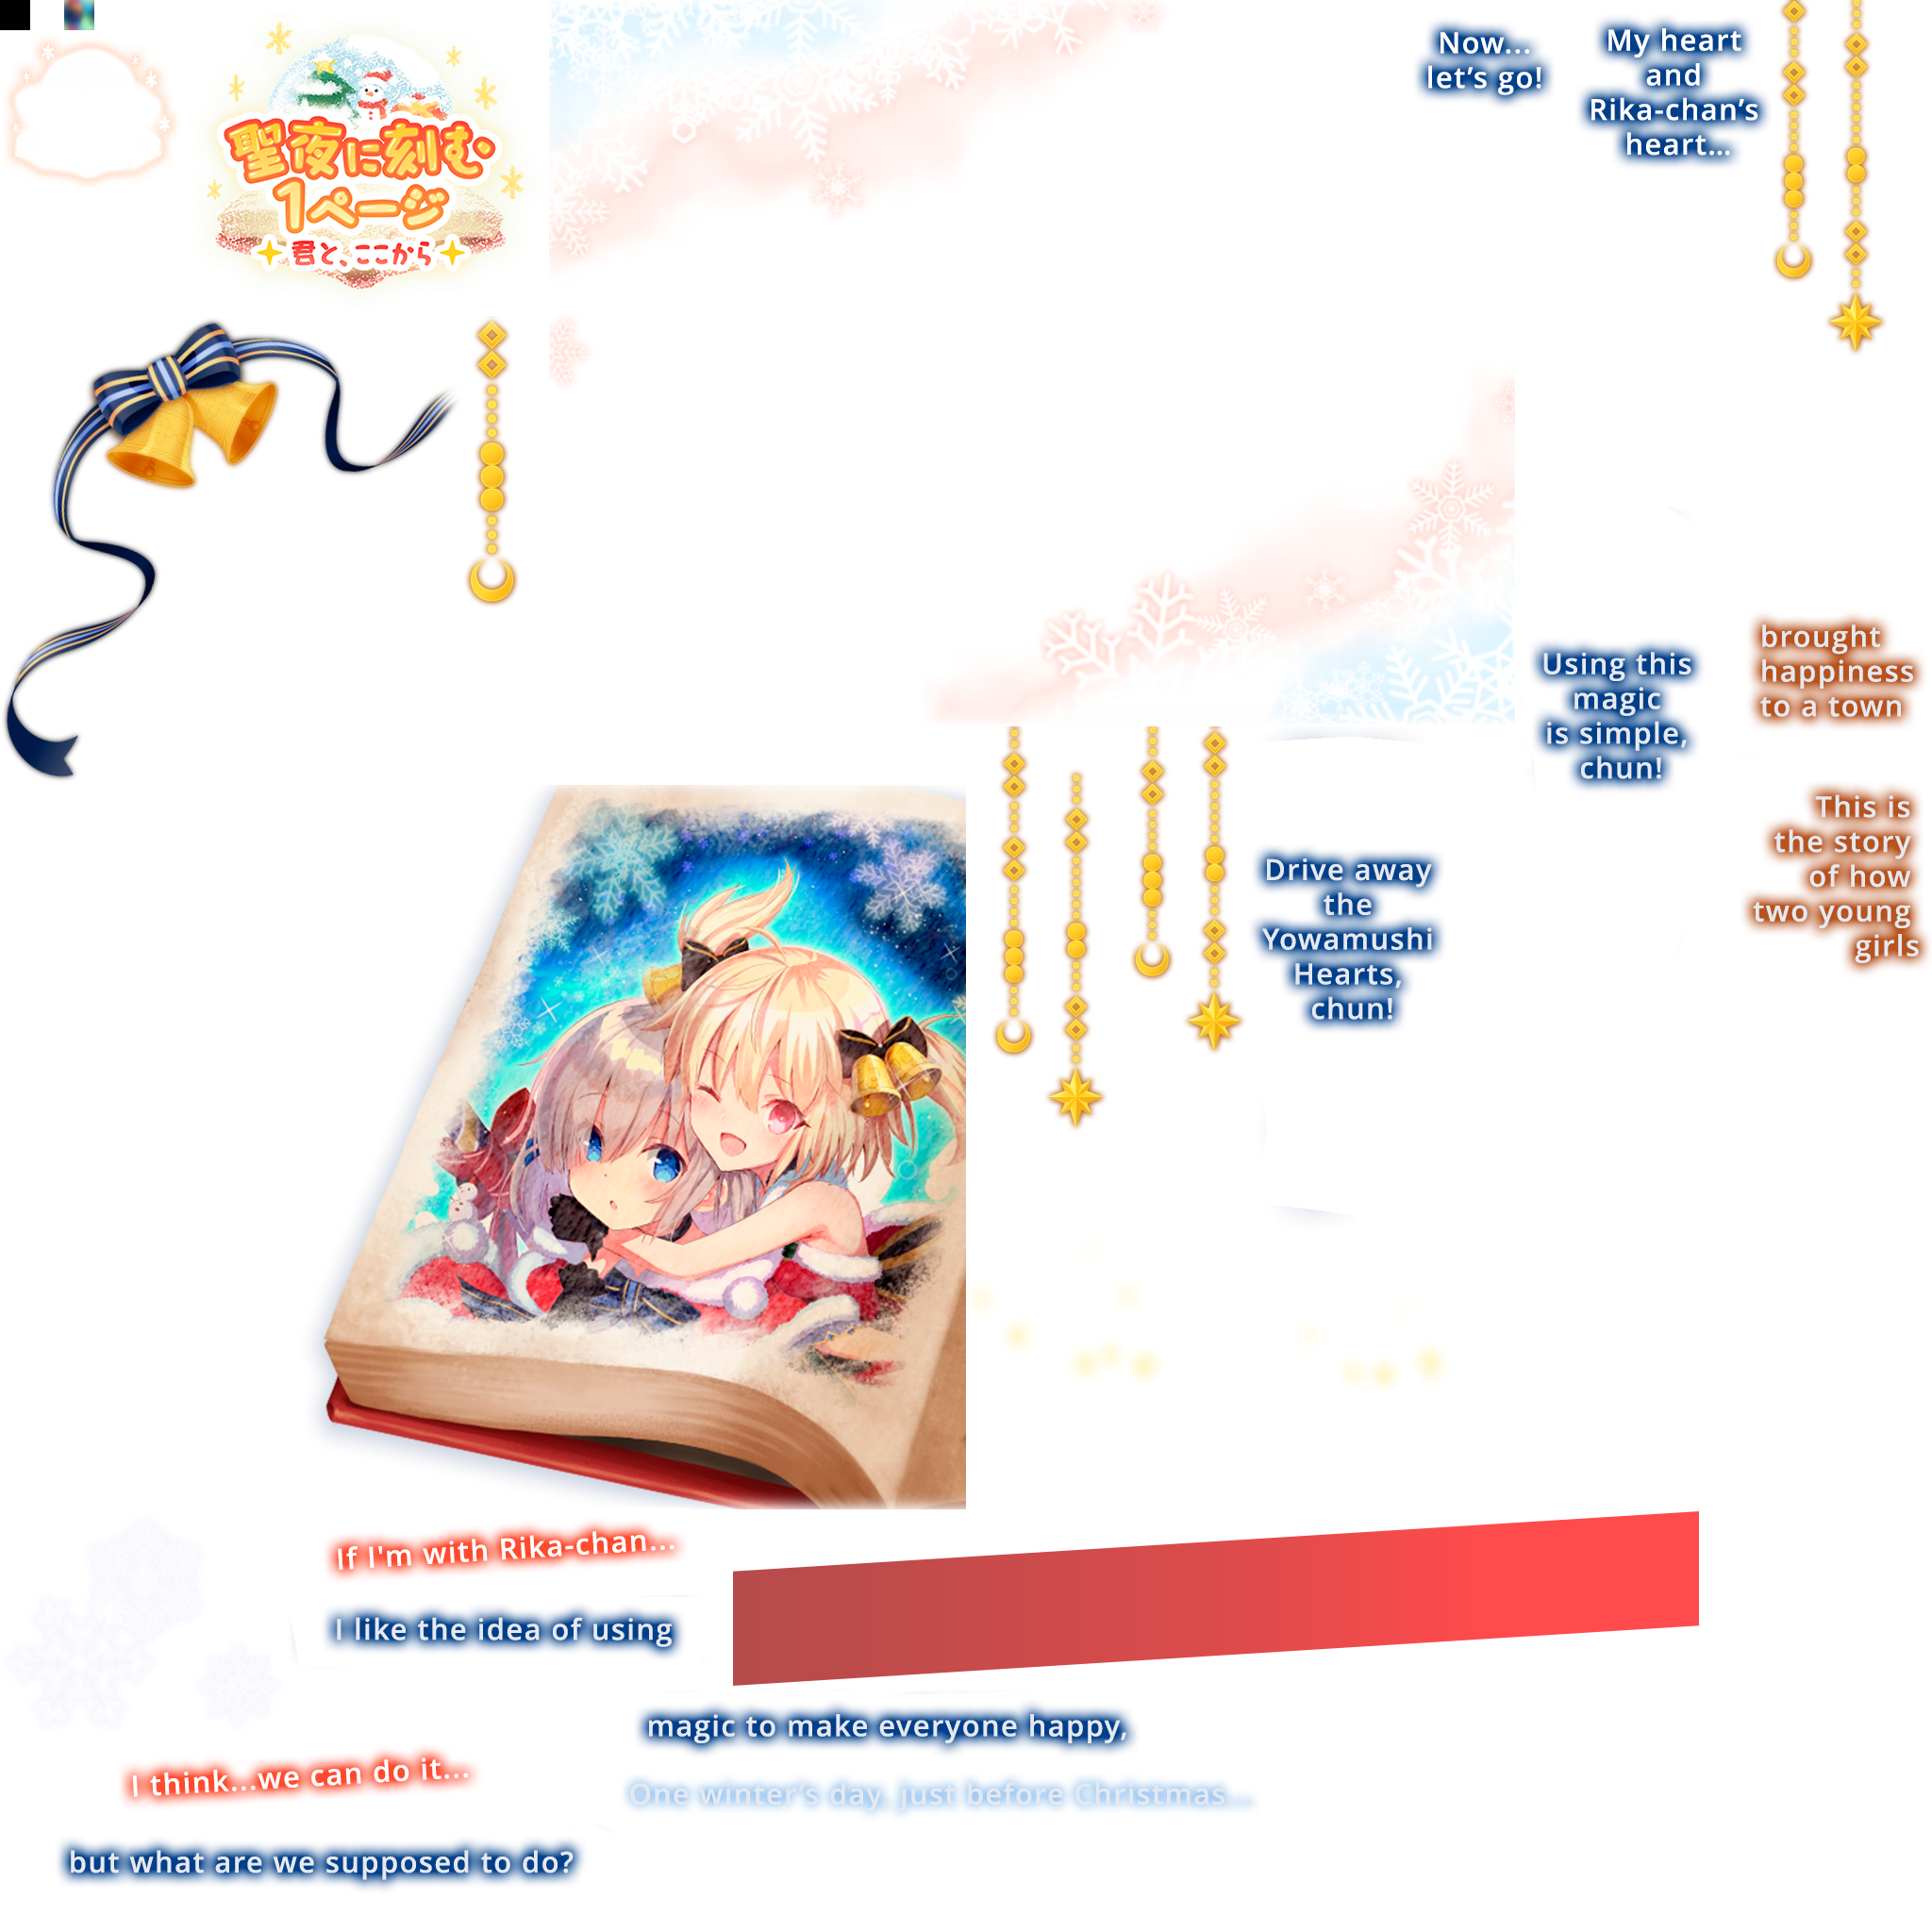 聖夜に刻む
1ページ
君と、ここから
Now...
let's go!
My heart
and
Rika-chan's
heart...
Using this
magic
is simple,
chun!
brought
happiness
to a town
This is
the story
of how
two young
girls
Drive away
the
Yowamushi
Hearts,
chun!
If I'm with Rika-chan...
I like the idea of using
magic to make everyone happy,
I think...we can do it...
One winter's day, just before Christmas...
but what are we supposed to do?